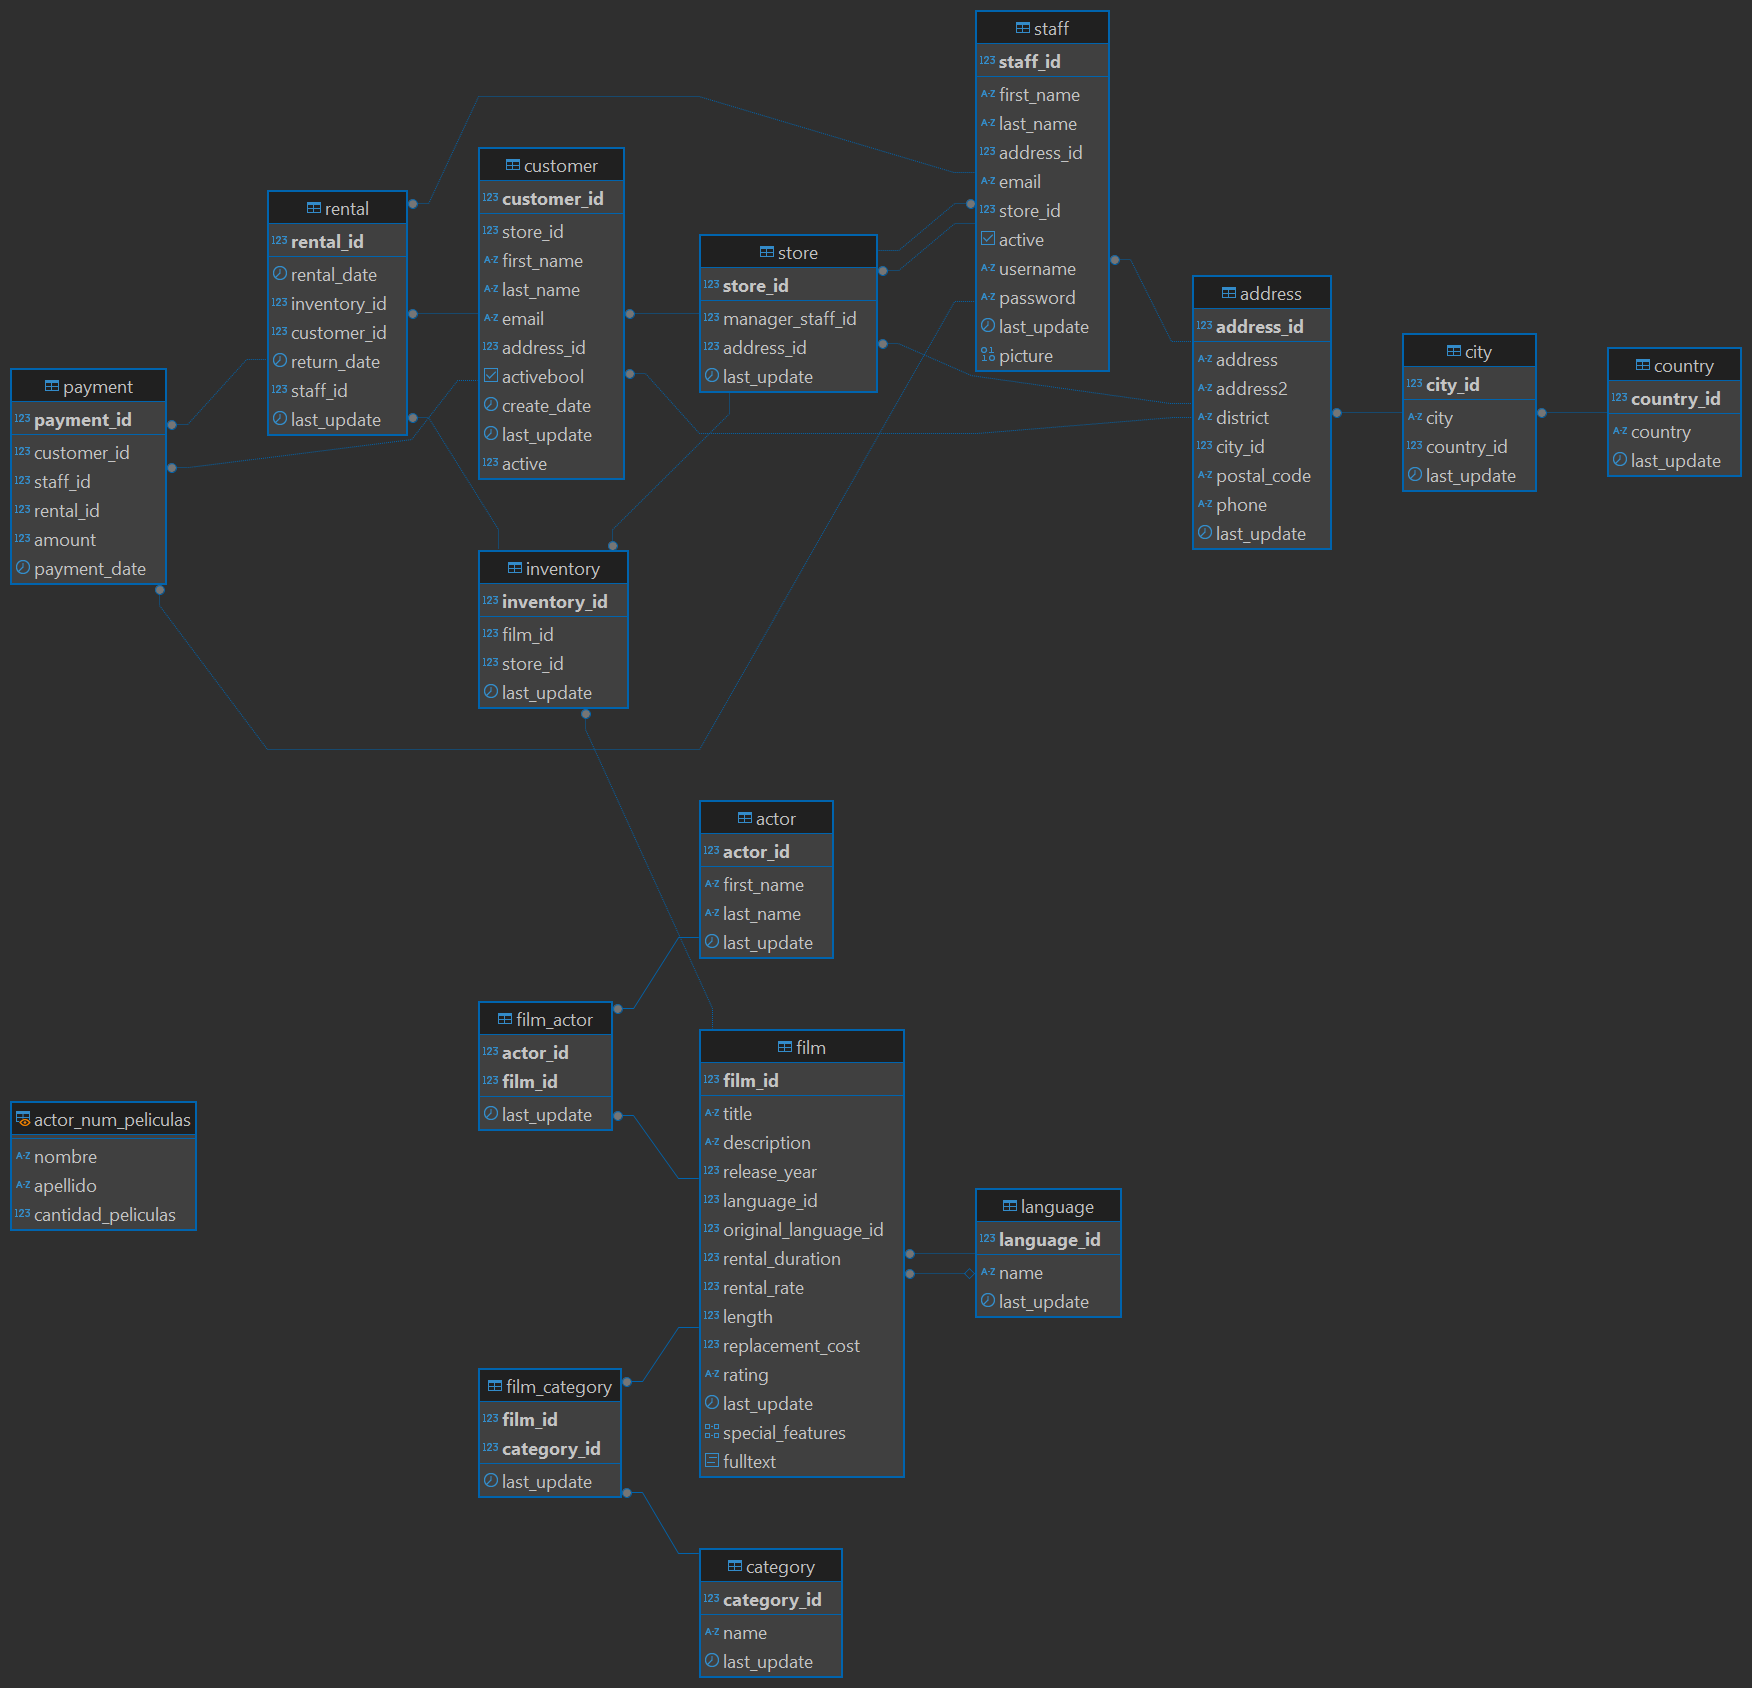 staff
staff_id
first_name
last_name
address_id
email
store_id
active
username
password
last_update
picture
customer
customer_id
store_id
first_name
last_name
email
address_id
activebool
create_date
last_update
active
rental
rental_id
rental_date
inventory_id
customer_id
return_date
staff_id
last_update
store
store_id
manager_staff_id
address_id
last_update
address
address_id
address
address2
district
city_id
postal_code
phone
last_update
city
city_id
city
country_id
last_update
country
country_id
country
last_update
payment
payment_id
customer_id
staff_id
rental_id
amount
payment_date
inventory
inventory_id
film_id
store_id
last_update
actor
actor_id
first_name
last_name
last_update
film_actor
actor_id
film_id
last_update
film
film_id
title
description
release_year
language_id
original_language_id
rental_duration
rental_rate
length
replacement_cost
rating
last_update
special_features
fulltext
actor_num_peliculas
nombre
apellido
cantidad_peliculas
language
language_id
name
last_update
film_category
film_id
category_id
last_update
category
category_id
name
last_update